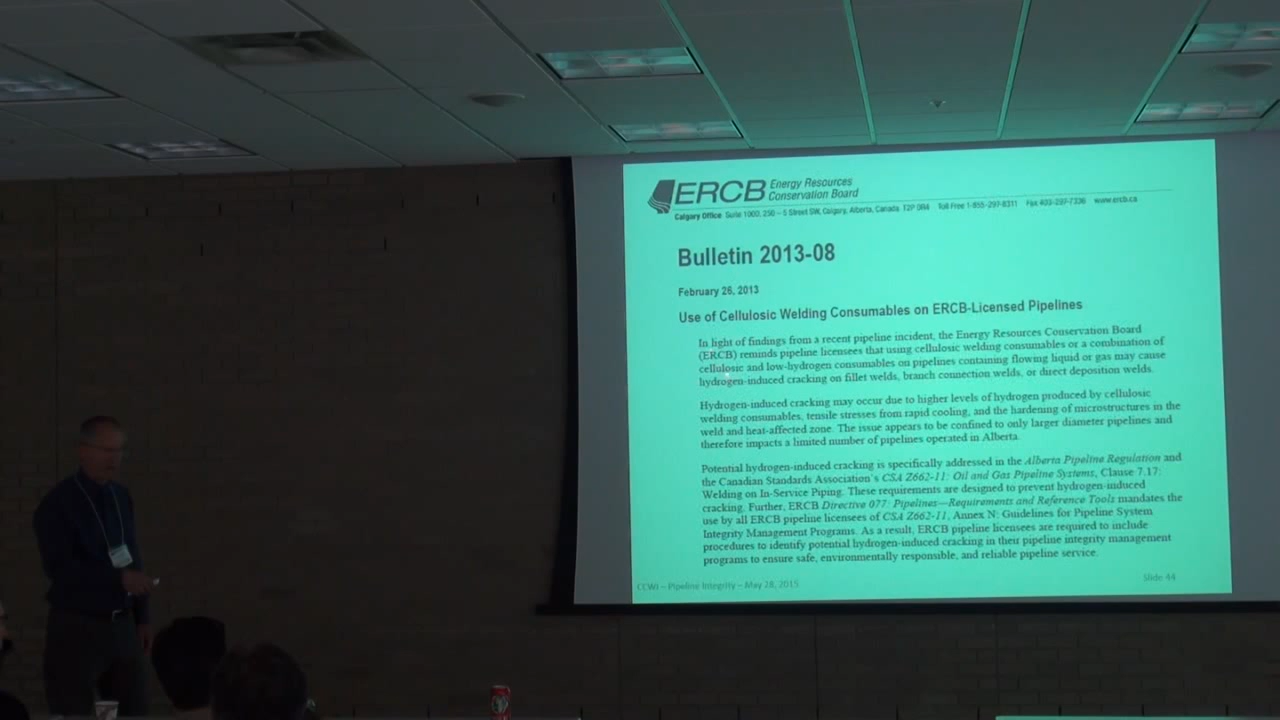 ERCB Energy Resources
Conservation Board
Calgary Office Suite 1000, 250 – 5 Street SW, Calgary, Alberta, Canada T2P 0R4 Toll Free 1-855-297-8311 Fax 403-297-7336 www.ercb.ca
Bulletin 2013-08
February 26, 2013
Use of Cellulosic Welding Consumables on ERCB-Licensed Pipelines
In light of findings from a recent pipeline incident, the Energy Resources Conservation Board
(ERCB) reminds pipeline licensees that using cellulosic welding consumables or a combination of
cellulosic and low-hydrogen consumables on pipelines containing flowing liquid or gas may cause
hydrogen-induced cracking on fillet welds, branch connection welds, or direct deposition welds.
Hydrogen-induced cracking may occur due to higher levels of hydrogen produced by cellulosic
welding consumables, tensile stresses from rapid cooling, and the hardening of microstructures in the
weld and heat-affected zone. The issue appears to be confined to only larger diameter pipelines and
therefore impacts a limited number of pipelines operated in Alberta.
Potential hydrogen-induced cracking is specifically addressed in the Alberta Pipeline Regulation and
the Canadian Standards Association's CSA Z662-11: Oil and Gas Pipeline Systems, Clause 7.17:
Welding on In-Service Piping. These requirements are designed to prevent hydrogen-induced
cracking. Further, ERCB Directive 077: Pipelines—Requirements and Reference Tools mandates the
use by all ERCB pipeline licensees of CSA Z662-11, Annex N: Guidelines for Pipeline System
Integrity Management Programs. As a result, ERCB pipeline licensees are required to include
procedures to identify potential hydrogen-induced cracking in their pipeline integrity management
programs to ensure safe, environmentally responsible, and reliable pipeline service.
CCWJ – Pipeline Integrity – May 28, 2015
Slide 44